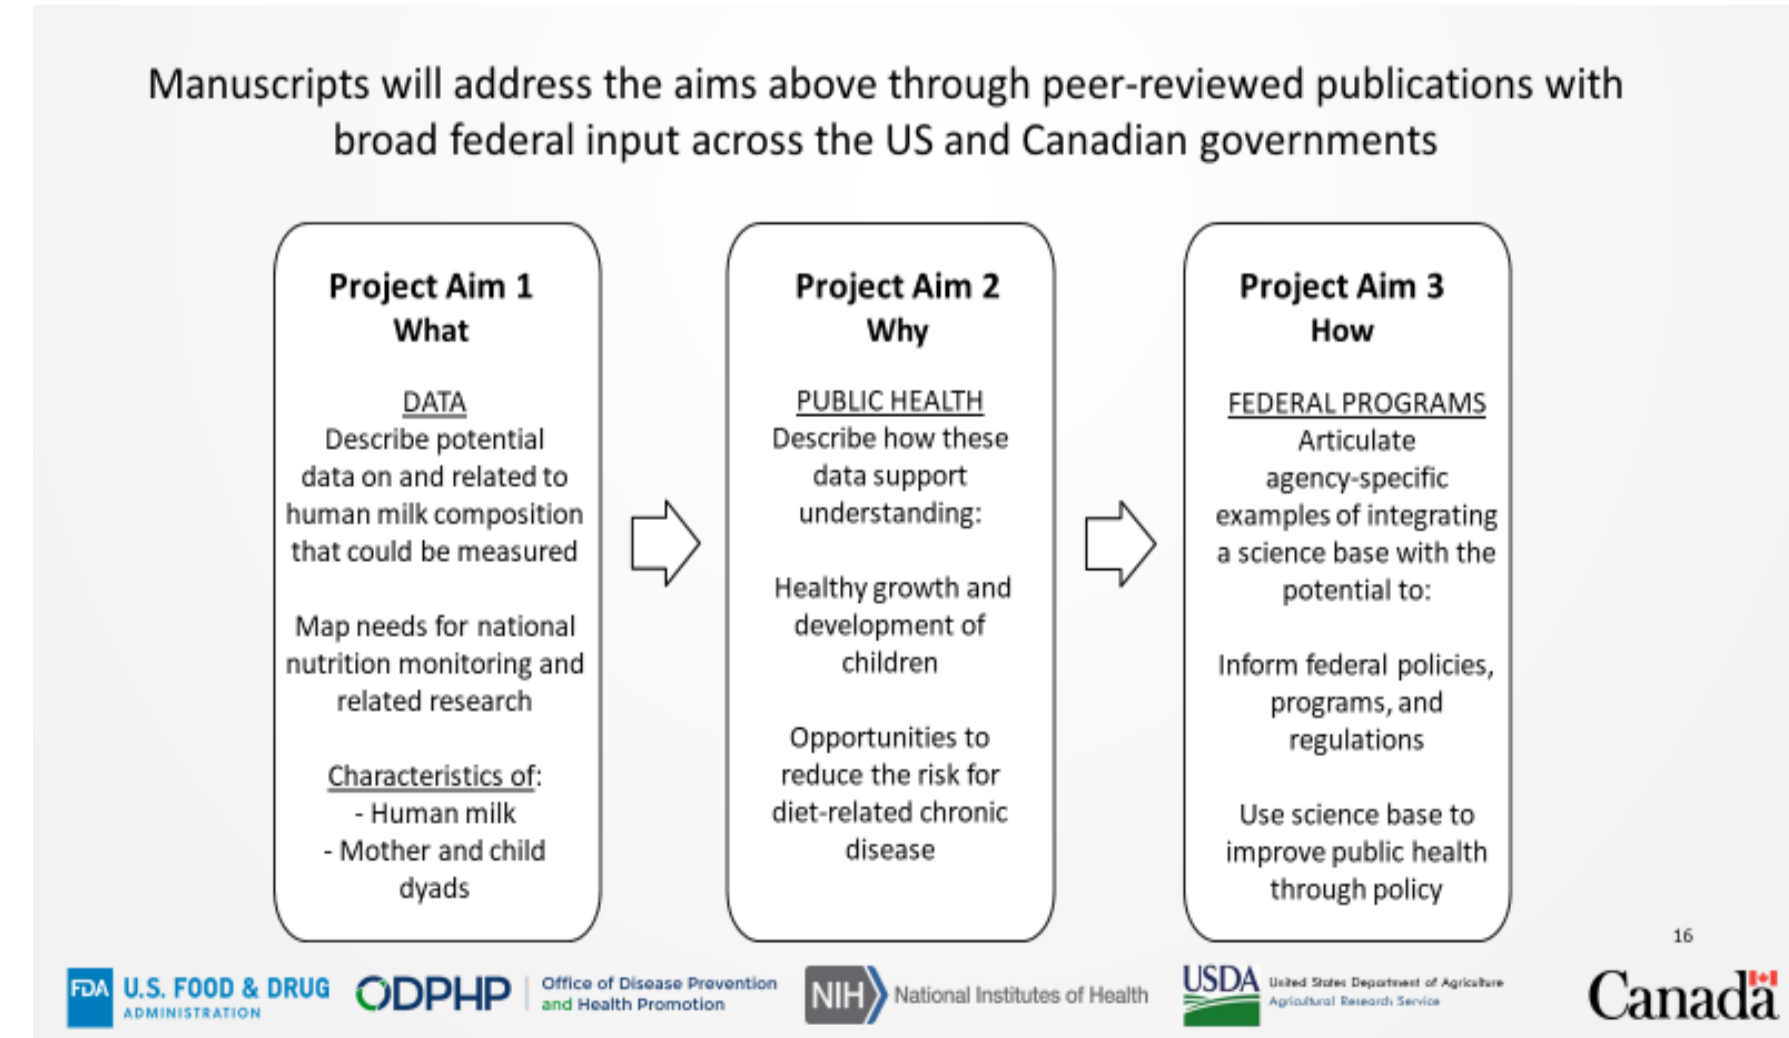 Manuscripts will address the aims above through peer-reviewed publications with
broad federal input across the US and Canadian governments
Project Aim 1
What
DATA
Describe potential
data on and related to
human milk composition
that could be measured
Map needs for national
nutrition monitoring and
related research
Characteristics of:
- Human milk
- Mother and child
dyads
Project Aim 2
Why
PUBLIC HEALTH
Describe how these
data support
understanding:
Healthy growth and
development of
children
Opportunities to
reduce the risk for
diet-related chronic
disease
Project Aim 3
How
FEDERAL PROGRAMS
Articulate
agency-specific
examples of integrating
a science base with the
potential to:
Inform federal policies,
programs, and
regulations
Use science base to
improve public health
through policy
16
FDA
U.S. FOOD & DRUG
ADMINISTRATION
ODPHP
Office of Disease Prevention
and Health Promotion
NIH
National Institutes of Health
USDA
United States Department of Agriculture
Agricultural Research Service
Canada